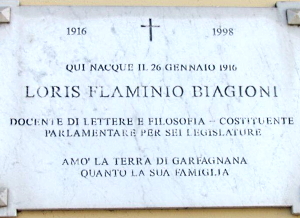 1916 † 1998
QUI NACQUE IL 26 GENNAIO 1916
LORIS FLAMINIO BIAGIONI
DOCENTE DI LETTERE E FILOSOFIA – COSTITUENTE
PARLAMENTARE PER SEI LEGISLATURE
AMO' LA TERRA DI GARFAGNANA
QUANTO LA SUA FAMIGLIA